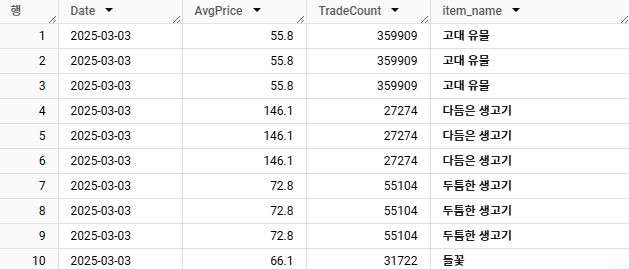 행 Date AvgPrice TradeCount item_name
1 2025-03-03 55.8 359909 고대 유물
2 2025-03-03 55.8 359909 고대 유물
3 2025-03-03 55.8 359909 고대 유물
4 2025-03-03 146.1 27274 다듬은 생고기
5 2025-03-03 146.1 27274 다듬은 생고기
6 2025-03-03 146.1 27274 다듬은 생고기
7 2025-03-03 72.8 55104 두툼한 생고기
8 2025-03-03 72.8 55104 두툼한 생고기
9 2025-03-03 72.8 55104 두툼한 생고기
10 2025-03-03 66.1 31722 들꽃